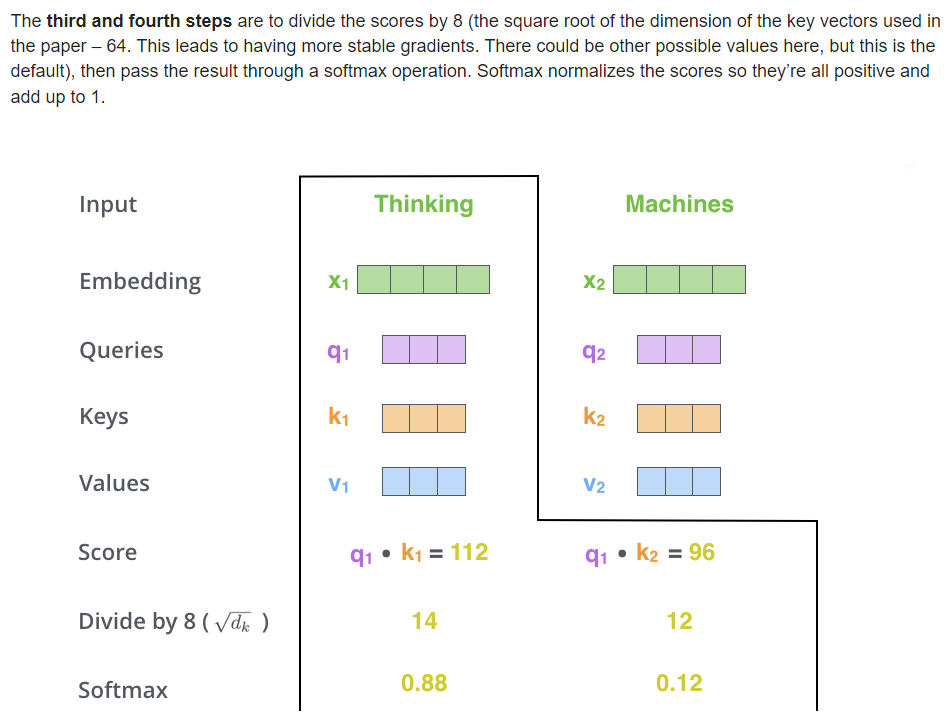 The third and fourth steps are to divide the scores by 8 (the square root of the dimension of the key vectors used in
the paper – 64. This leads to having more stable gradients. There could be other possible values here, but this is the
default), then pass the result through a softmax operation. Softmax normalizes the scores so they’re all positive and
add up to 1.
Input Thinking Machines
Embedding x₁ x₂
Queries q₁ q₂
Keys k₁ k₂
Values v₁ v₂
Score q₁ • k₁ = 112 q₁ • k₂ = 96
Divide by 8 ( √dₖ ) 14 12
Softmax 0.88 0.12